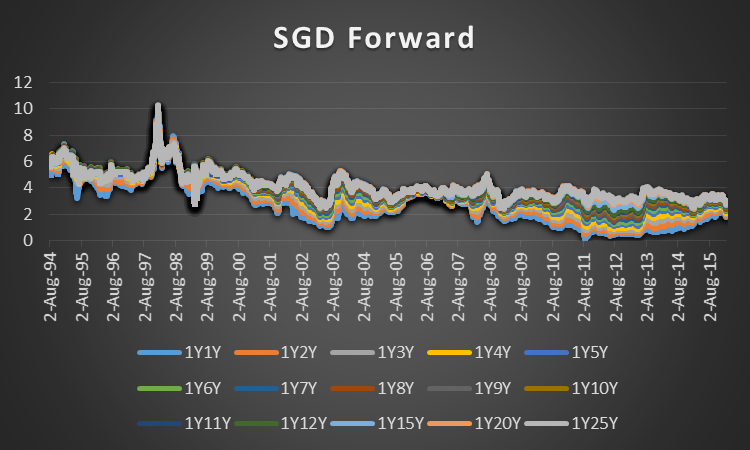 SGD Forward
12
10
8
6
4
2
0
2-Aug-94
2-Aug-95
2-Aug-96
2-Aug-97
2-Aug-98
2-Aug-99
2-Aug-00
2-Aug-01
2-Aug-02
2-Aug-03
2-Aug-04
2-Aug-05
2-Aug-06
2-Aug-07
2-Aug-08
2-Aug-09
2-Aug-10
2-Aug-11
2-Aug-12
2-Aug-13
2-Aug-14
2-Aug-15
1Y1Y 1Y2Y 1Y3Y 1Y4Y 1Y5Y
1Y6Y 1Y7Y 1Y8Y 1Y9Y 1Y10Y
1Y11Y 1Y12Y 1Y15Y 1Y20Y 1Y25Y